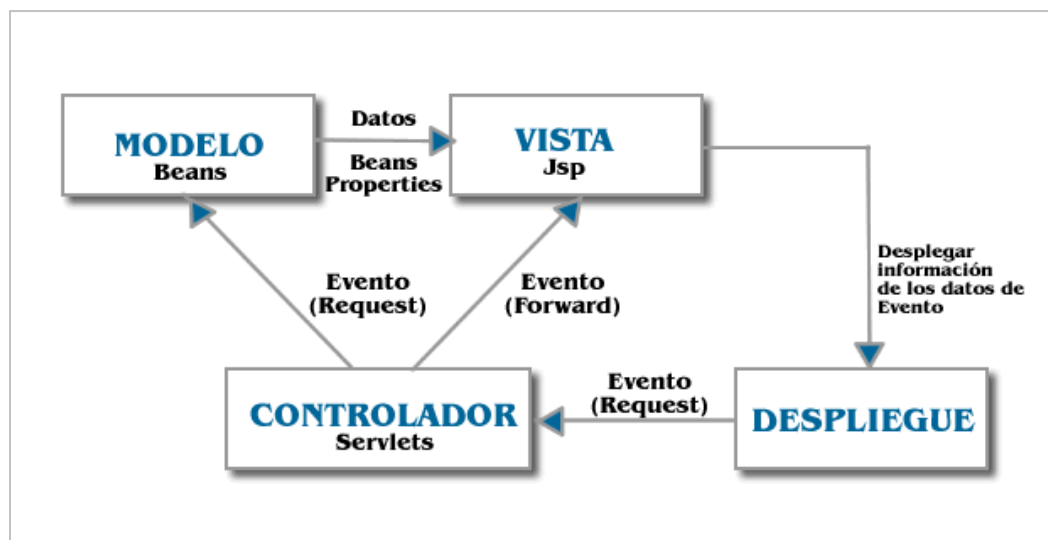 MODELO
Beans
Datos
Beans
Properties
VISTA
Jsp
Evento
(Request)
Evento
(Forward)
Desplegar
información
de los datos de
Evento
CONTROLADOR
Servlets
Evento
(Request)
DESPLIEGUE